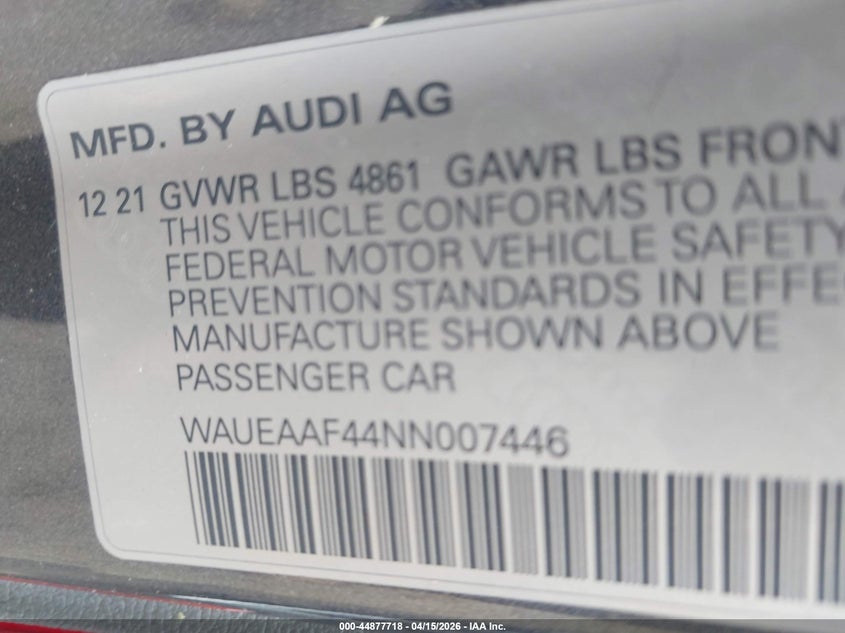 MFD. BY AUDI AG
12 21 GVWR LBS 4861 GAWR LBS FRON
THIS VEHICLE CONFORMS TO ALL
FEDERAL MOTOR VEHICLE SAFETY
PREVENTION STANDARDS IN EFFE
MANUFACTURE SHOWN ABOVE
PASSENGER CAR
WAUEAAF44NN007446
000-44877718 - 04/15/2026 - IAA Inc.